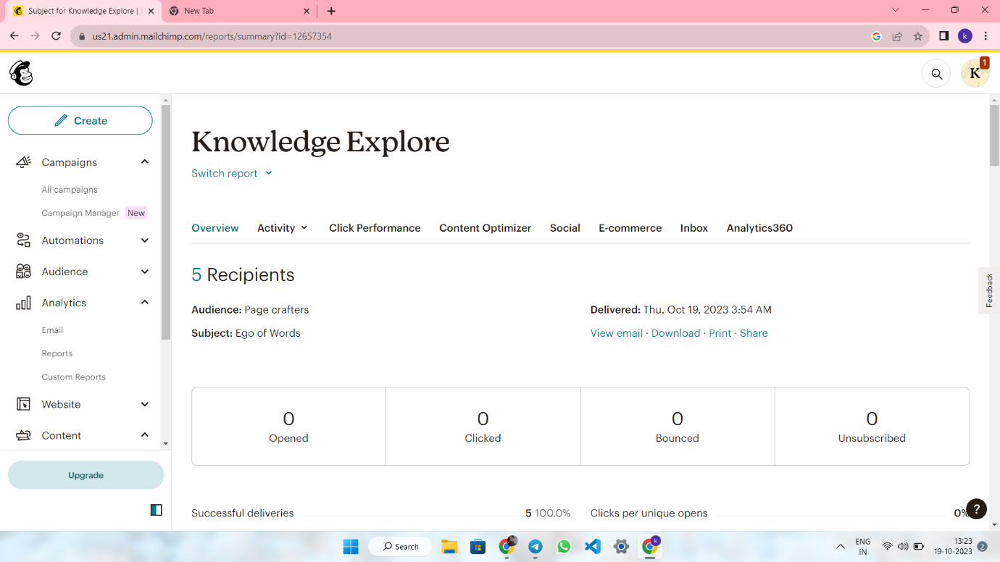 Subject for Knowledge Explore |
New Tab
us21.admin.mailchimp.com/reports/summary?id=12657354
k
K
1
Create
Campaigns
All campaigns
Campaign Manager New
Automations
Audience
Analytics
Email
Reports
Custom Reports
Website
Content
Upgrade
Knowledge Explore
Switch report
Overview Activity Click Performance Content Optimizer Social E-commerce Inbox Analytics360
5 Recipients
Audience: Page crafters
Delivered: Thu, Oct 19, 2023 3:54 AM
Subject: Ego of Words
View email · Download · Print · Share
0 0 0 0
Opened Clicked Bounced Unsubscribed
Successful deliveries 5 100.0%
Clicks per unique opens 0%
Feedback
?
Search
k
ENG
IN
13:23
19-10-2023
2